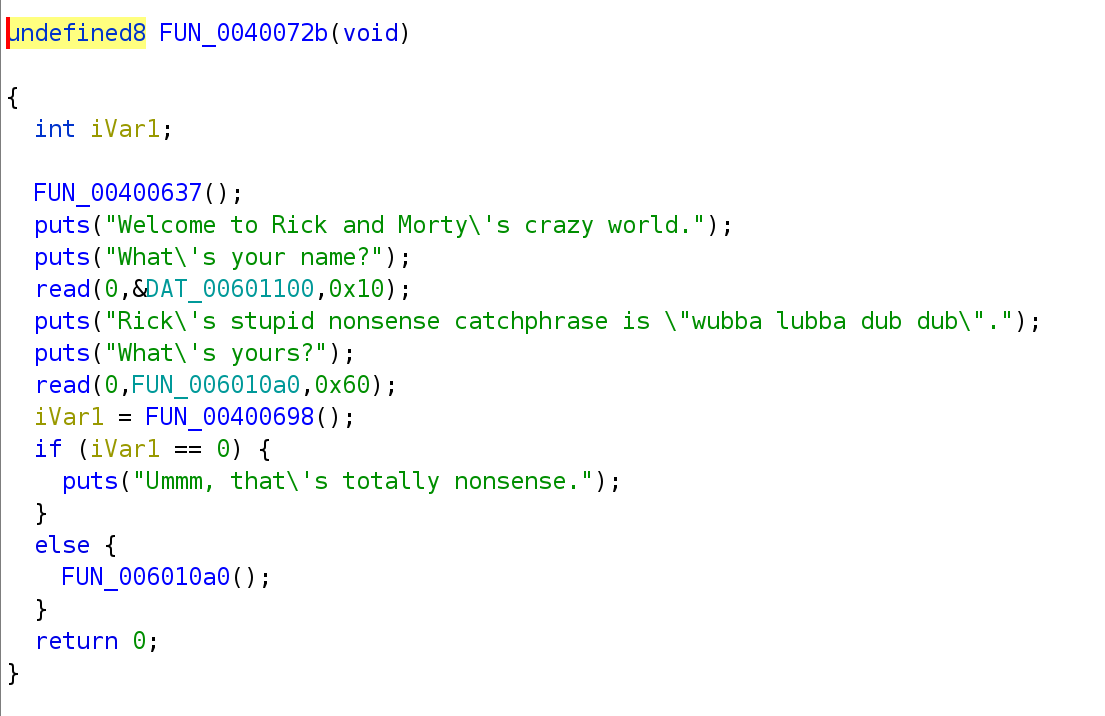 undefined8 FUN_0040072b(void)
{
int iVar1;
FUN_00400637();
puts("Welcome to Rick and Morty\'s crazy world.");
puts("What\'s your name?");
read(0,&DAT_00601100,0x10);
puts("Rick\'s stupid nonsense catchphrase is \"wubba lubba dub dub\".");
puts("What\'s yours?");
read(0,FUN_006010a0,0x60);
iVar1 = FUN_00400698();
if (iVar1 == 0) {
puts("Ummm, that\'s totally nonsense.");
}
else {
FUN_006010a0();
}
return 0;
}